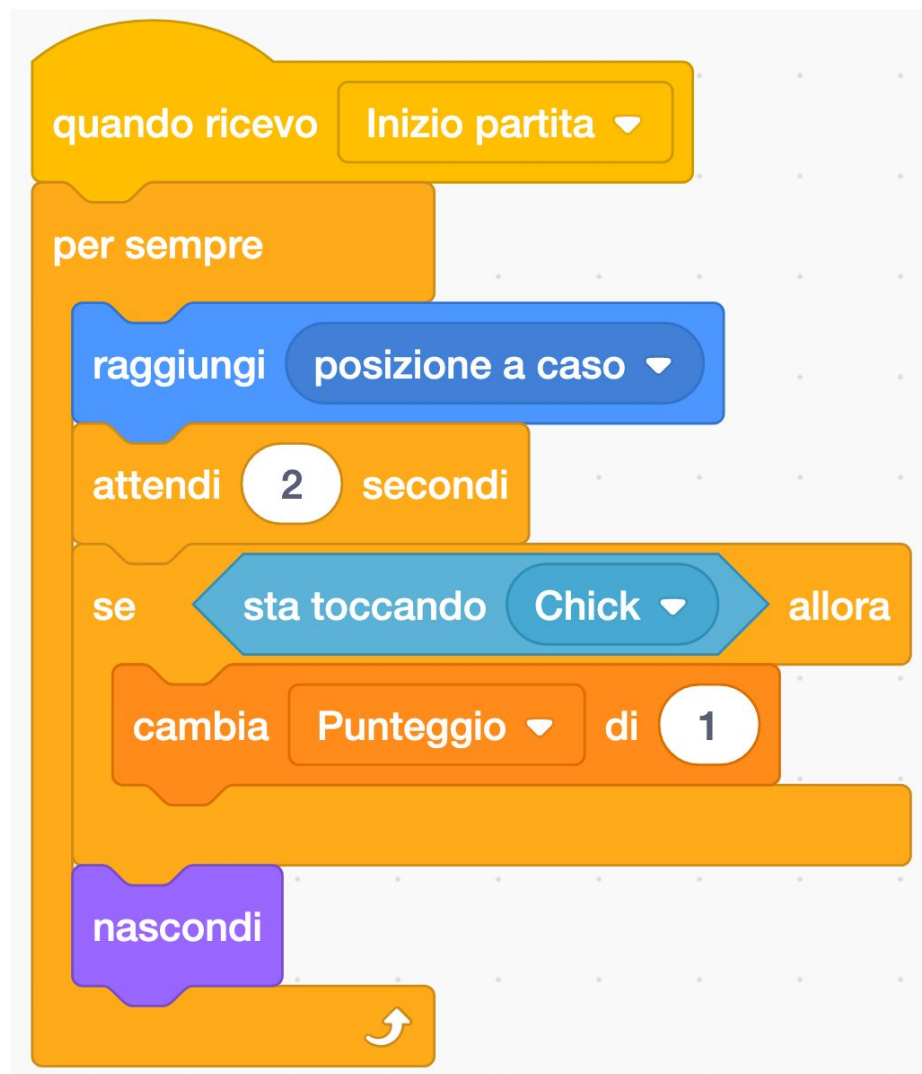 quando ricevo Inizio partita
per sempre
raggiungi posizione a caso
attendi 2 secondi
se sta toccando Chick allora
cambia Punteggio di 1
nascondi